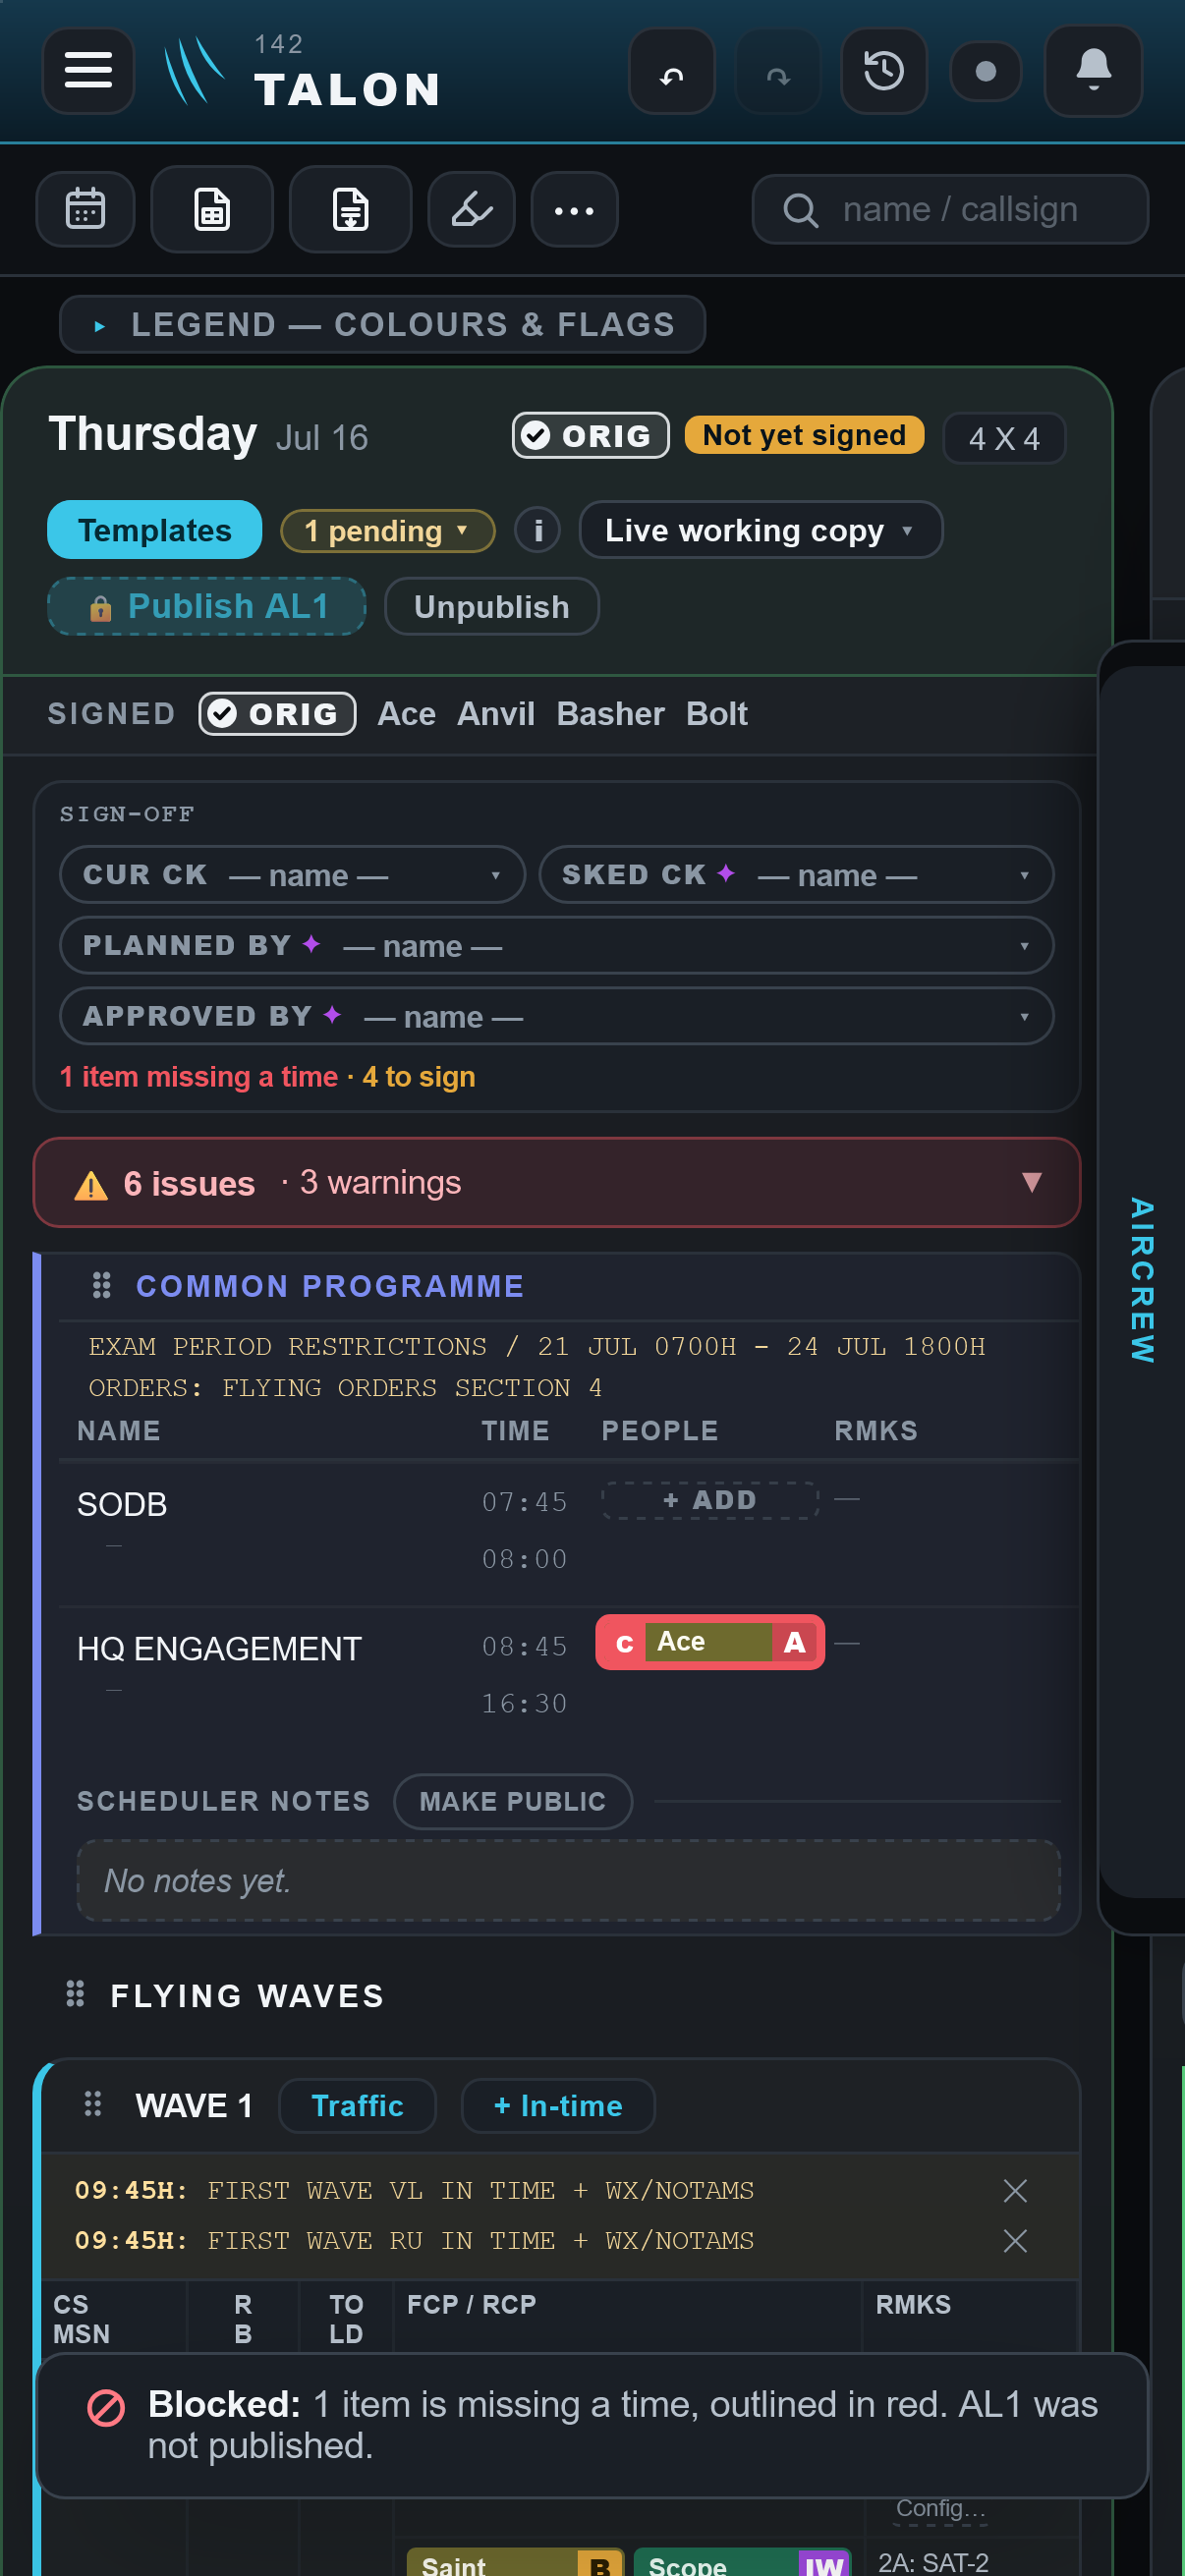 142
TALON
name / callsign
▸ LEGEND — COLOURS & FLAGS
Thursday Jul 16 ORIG Not yet signed 4 X 4
Templates 1 pending ▾ i Live working copy ▾
🔒 Publish AL1 Unpublish
SIGNED ORIG Ace Anvil Basher Bolt
SIGN-OFF
CUR CK — name — ▾ SKED CK ✦ — name — ▾
PLANNED BY ✦ — name — ▾
APPROVED BY ✦ — name — ▾
1 item missing a time · 4 to sign
⚠️ 6 issues · 3 warnings ▼
AIRCREW
COMMON PROGRAMME
EXAM PERIOD RESTRICTIONS / 21 JUL 0700H - 24 JUL 1800H
ORDERS: FLYING ORDERS SECTION 4
NAME TIME PEOPLE RMKS
SODB 07:45 + ADD —
— 08:00
HQ ENGAGEMENT 08:45 C Ace A —
— 16:30
SCHEDULER NOTES MAKE PUBLIC
No notes yet.
FLYING WAVES
WAVE 1 Traffic + In-time
09:45H: FIRST WAVE VL IN TIME + WX/NOTAMS
09:45H: FIRST WAVE RU IN TIME + WX/NOTAMS
CS R TO FCP / RCP RMKS
MSN B LD
Blocked: 1 item is missing a time, outlined in red. AL1 was
not published.
Config…
Saint B Scope IW 2A: SAT-2